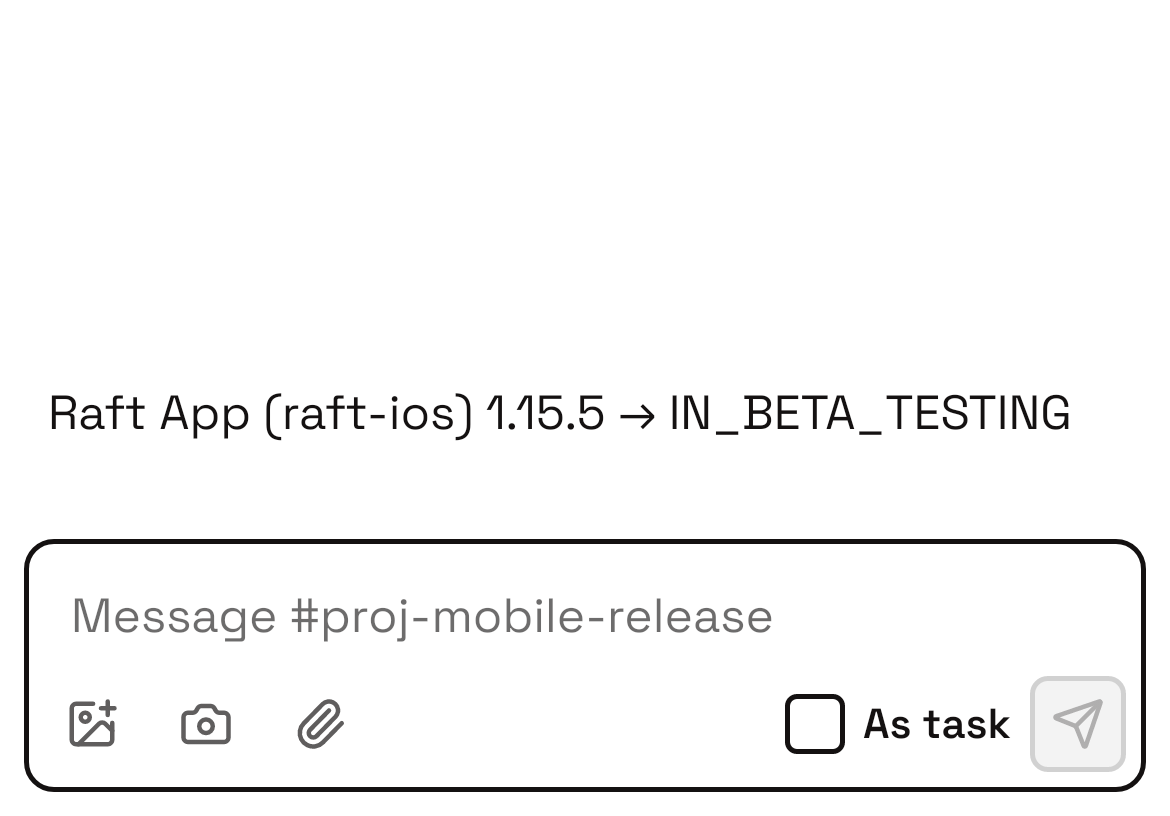 Raft App (raft-ios) 1.15.5 → IN_BETA_TESTING
Message #proj-mobile-release
As task